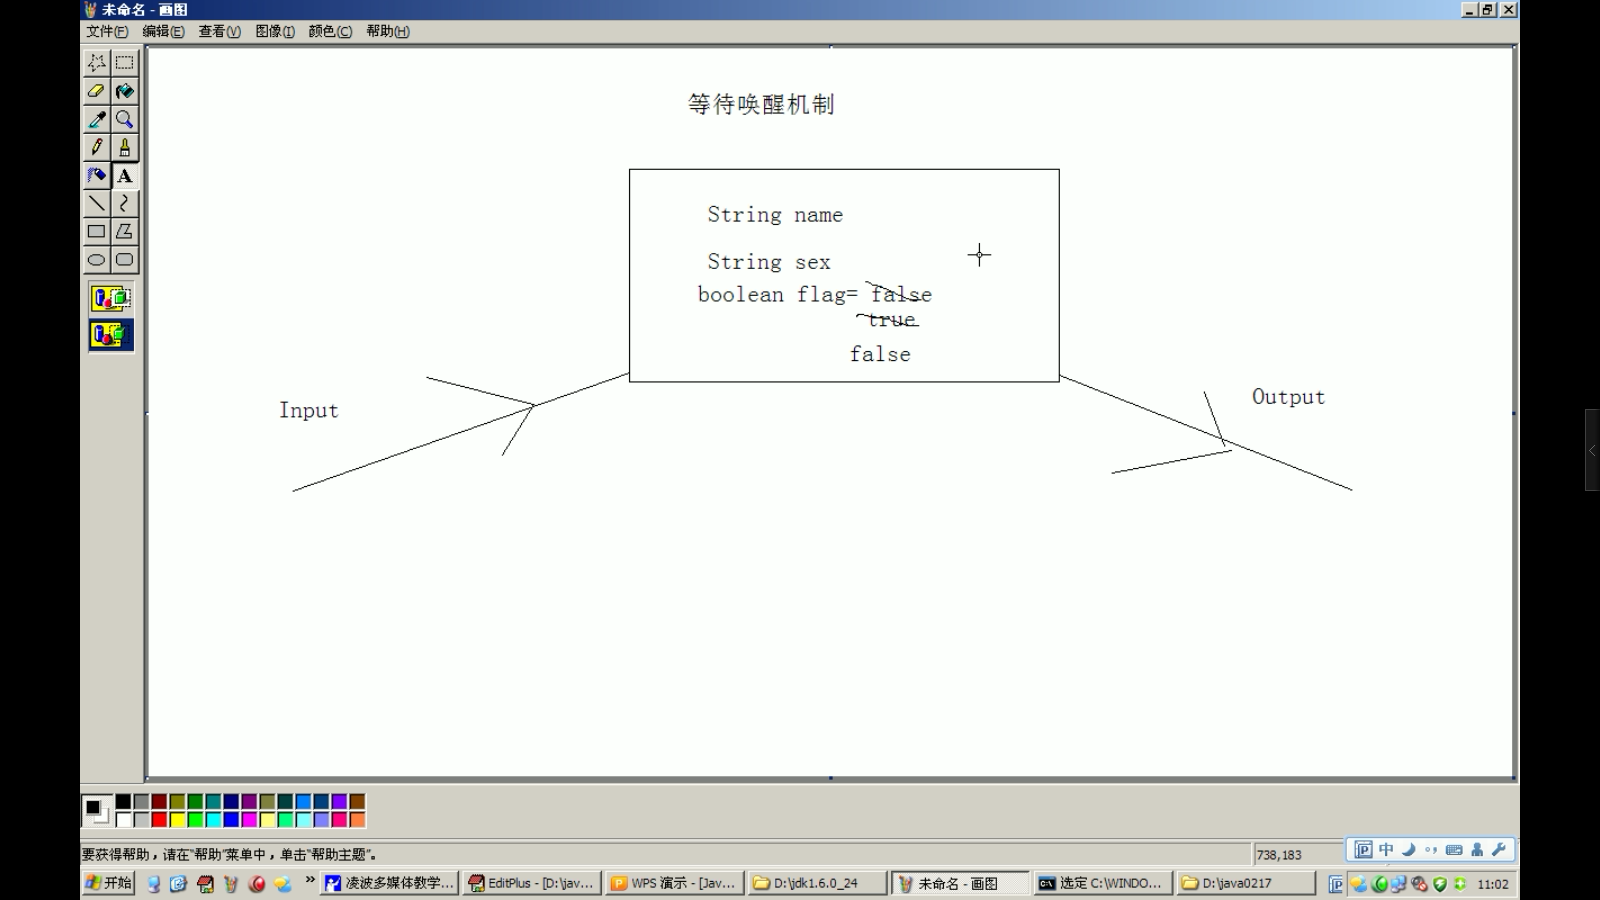 未命名 - 画图
文件(F) 编辑(E) 查看(V) 图像(I) 颜色(C) 帮助(H)
等待唤醒机制
String name
String sex
boolean flag= false
true
false
Input
Output
要获得帮助，请在“帮助”菜单中，单击“帮助主题”。
738,183
中
开始
凌波多媒体教学...
EditPlus - [D:\jav...
WPS 演示 - [Jav...
D:\jdk1.6.0_24
未命名 - 画图
选定 C:\WINDO...
D:\java0217
11:02